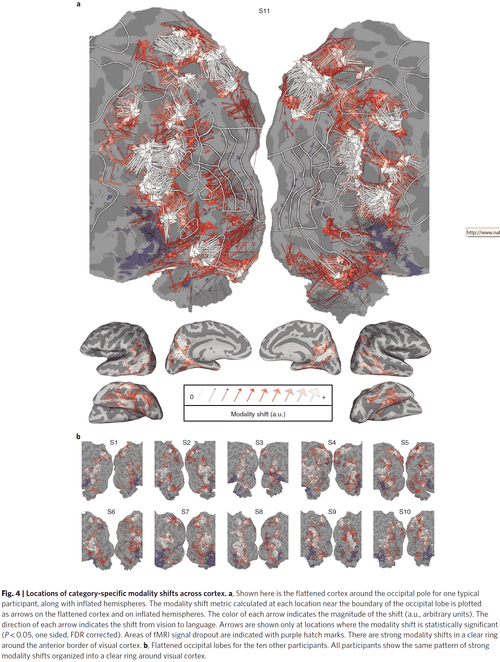 a
S11
http://www.nat
0
+
Modality shift (a.u.)
b
S1
S2
S3
S4
S5
S6
S7
S8
S9
S10
Fig. 4 | Locations of category-specific modality shifts across cortex. a, Shown here is the flattened cortex around the occipital pole for one typical
participant, along with inflated hemispheres. The modality shift metric calculated at each location near the boundary of the occipital lobe is plotted
as arrows on the flattened cortex and on inflated hemispheres. The color of each arrow indicates the magnitude of the shift (a.u., arbitrary units). The
direction of each arrow indicates the shift from vision to language. Arrows are shown only at locations where the modality shift is statistically significant
(P < 0.05, one sided, FDR corrected). Areas of fMRI signal dropout are indicated with purple hatch marks. There are strong modality shifts in a clear ring
around the anterior border of visual cortex. b, Flattened occipital lobes for the ten other participants. All participants show the same pattern of strong
modality shifts organized into a clear ring around visual cortex.